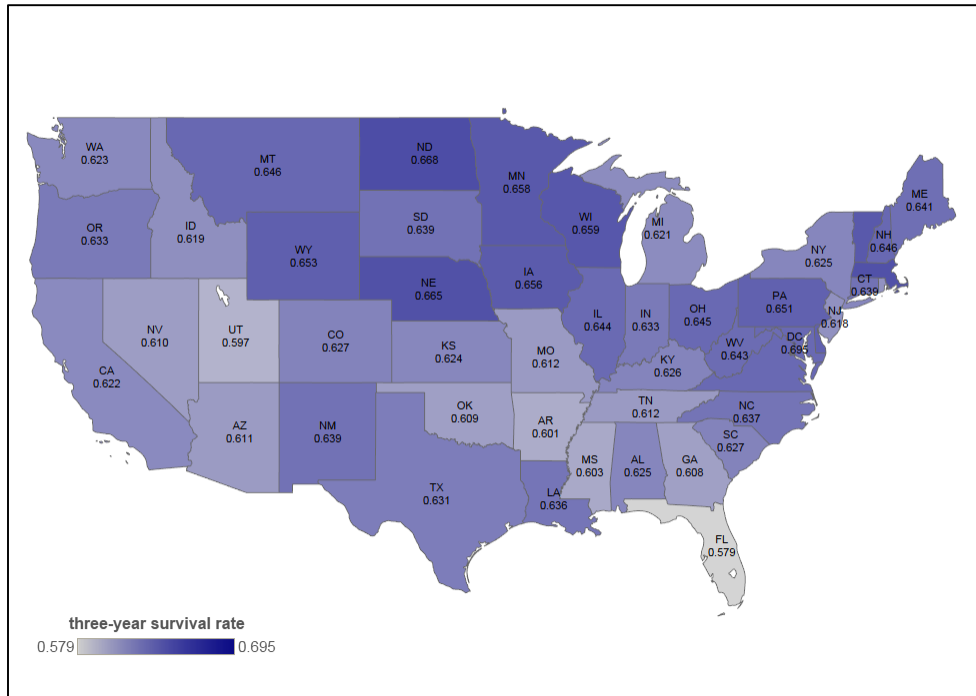 WA
0.623
MT
0.646
ND
0.668
MN
0.658
ME
0.641
OR
0.633
ID
0.619
SD
0.639
WI
0.659
MI
0.621
NH
0.646
NY
0.625
WY
0.653
IA
0.656
CT
0.639
NE
0.665
PA
0.651
NV
0.610
UT
0.597
CO
0.627
IL
0.644
IN
0.633
OH
0.645
NJ
0.618
KS
0.624
MO
0.612
WV
0.643
DC
0.695
CA
0.622
KY
0.626
AZ
0.611
NM
0.639
OK
0.609
AR
0.601
TN
0.612
NC
0.637
SC
0.627
MS
0.603
AL
0.625
GA
0.608
TX
0.631
LA
0.636
FL
0.579
three-year survival rate
0.579 0.695